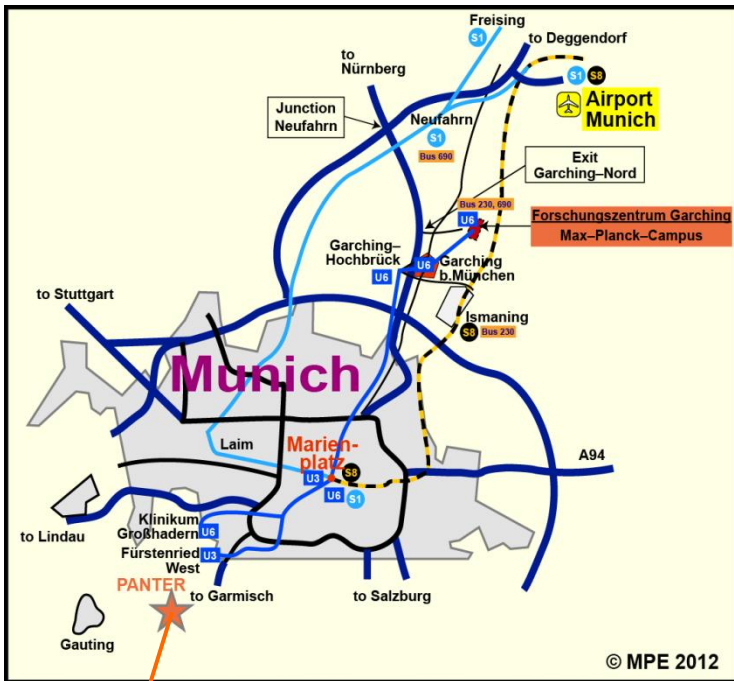 Freising
S1
to Deggendorf
to
Nürnberg
S1 S8
Airport
Munich
Junction
Neufahrn
Neufahrn
S1
Bus 690
Exit
Garching–Nord
Bus 230, 690
U6
Forschungszentrum Garching
Max–Planck–Campus
Garching–
Hochbrück
U6
U6
Garching
b.München
to Stuttgart
Ismaning
S8 Bus 230
Munich
Laim
Marien-
platz
S8
U3
U6
S1
A94
to Lindau
Klinikum
Großhadern
U6
Fürstenried
West
U3
PANTER
to Garmisch
to Salzburg
Gauting
© MPE 2012